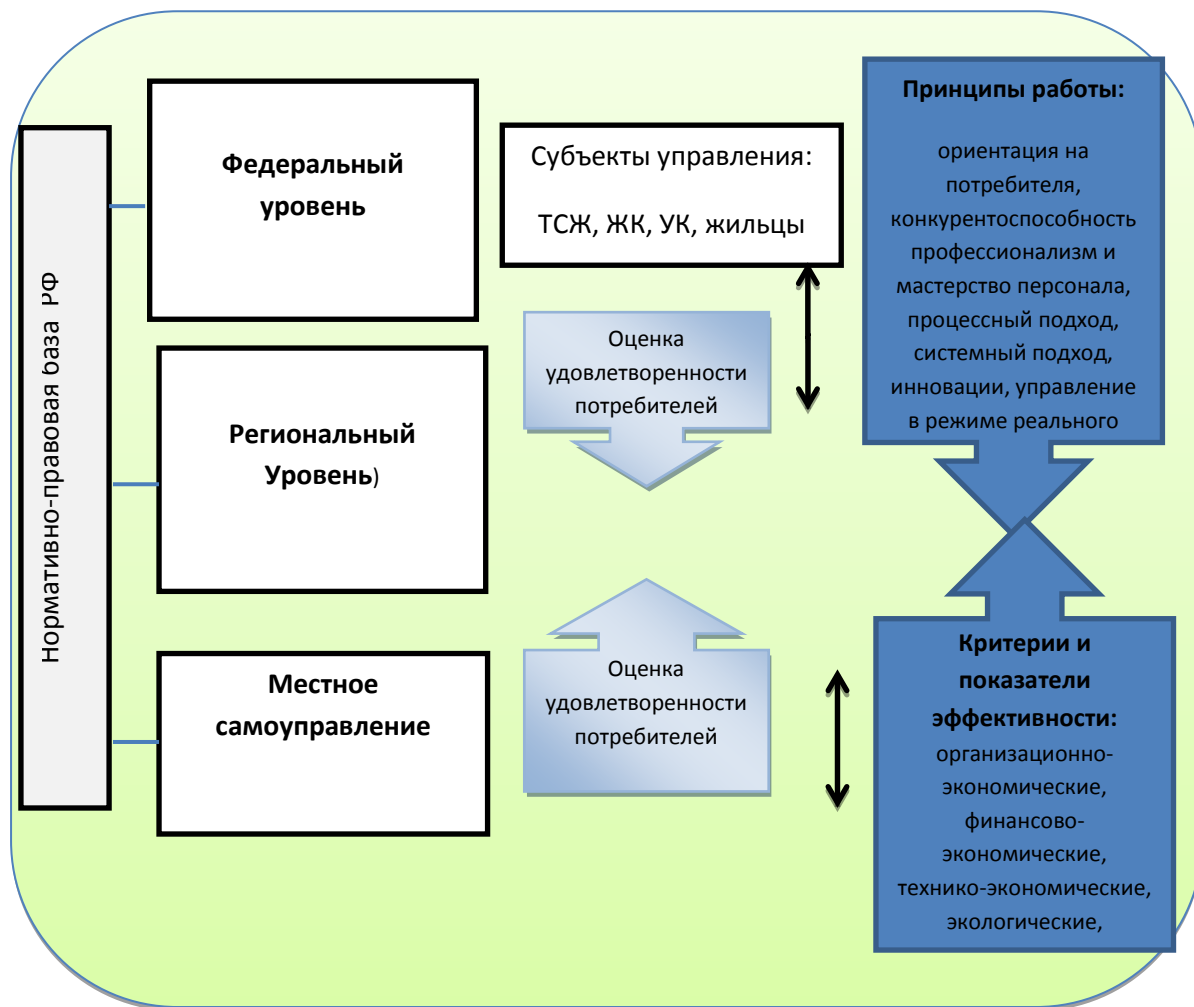 Нормативно-правовая база РФ
Федеральный
уровень
Региональный
Уровень)
Местное
самоуправление
Субъекты управления:
ТСЖ, ЖК, УК, жильцы
Оценка
удовлетворенности
потребителей
Оценка
удовлетворенности
потребителей
Принципы работы:
ориентация на
потребителя,
конкурентоспособность
профессионализм и
мастерство персонала,
процессный подход,
системный подход,
инновации, управление
в режиме реального
Критерии и
показатели
эффективности:
организационно-
экономические,
финансово-
экономические,
технико-экономические,
экологические,